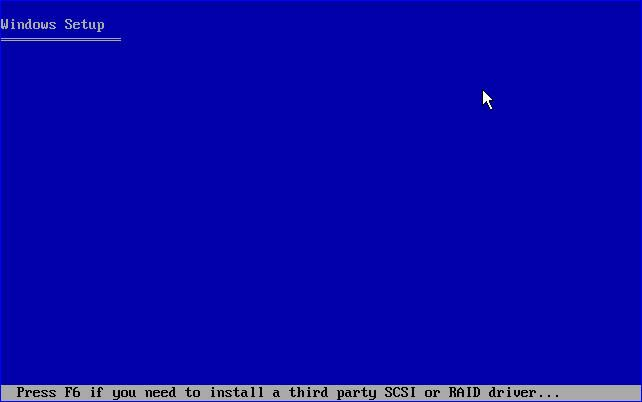 Windows Setup
Press F6 if you need to install a third party SCSI or RAID driver...